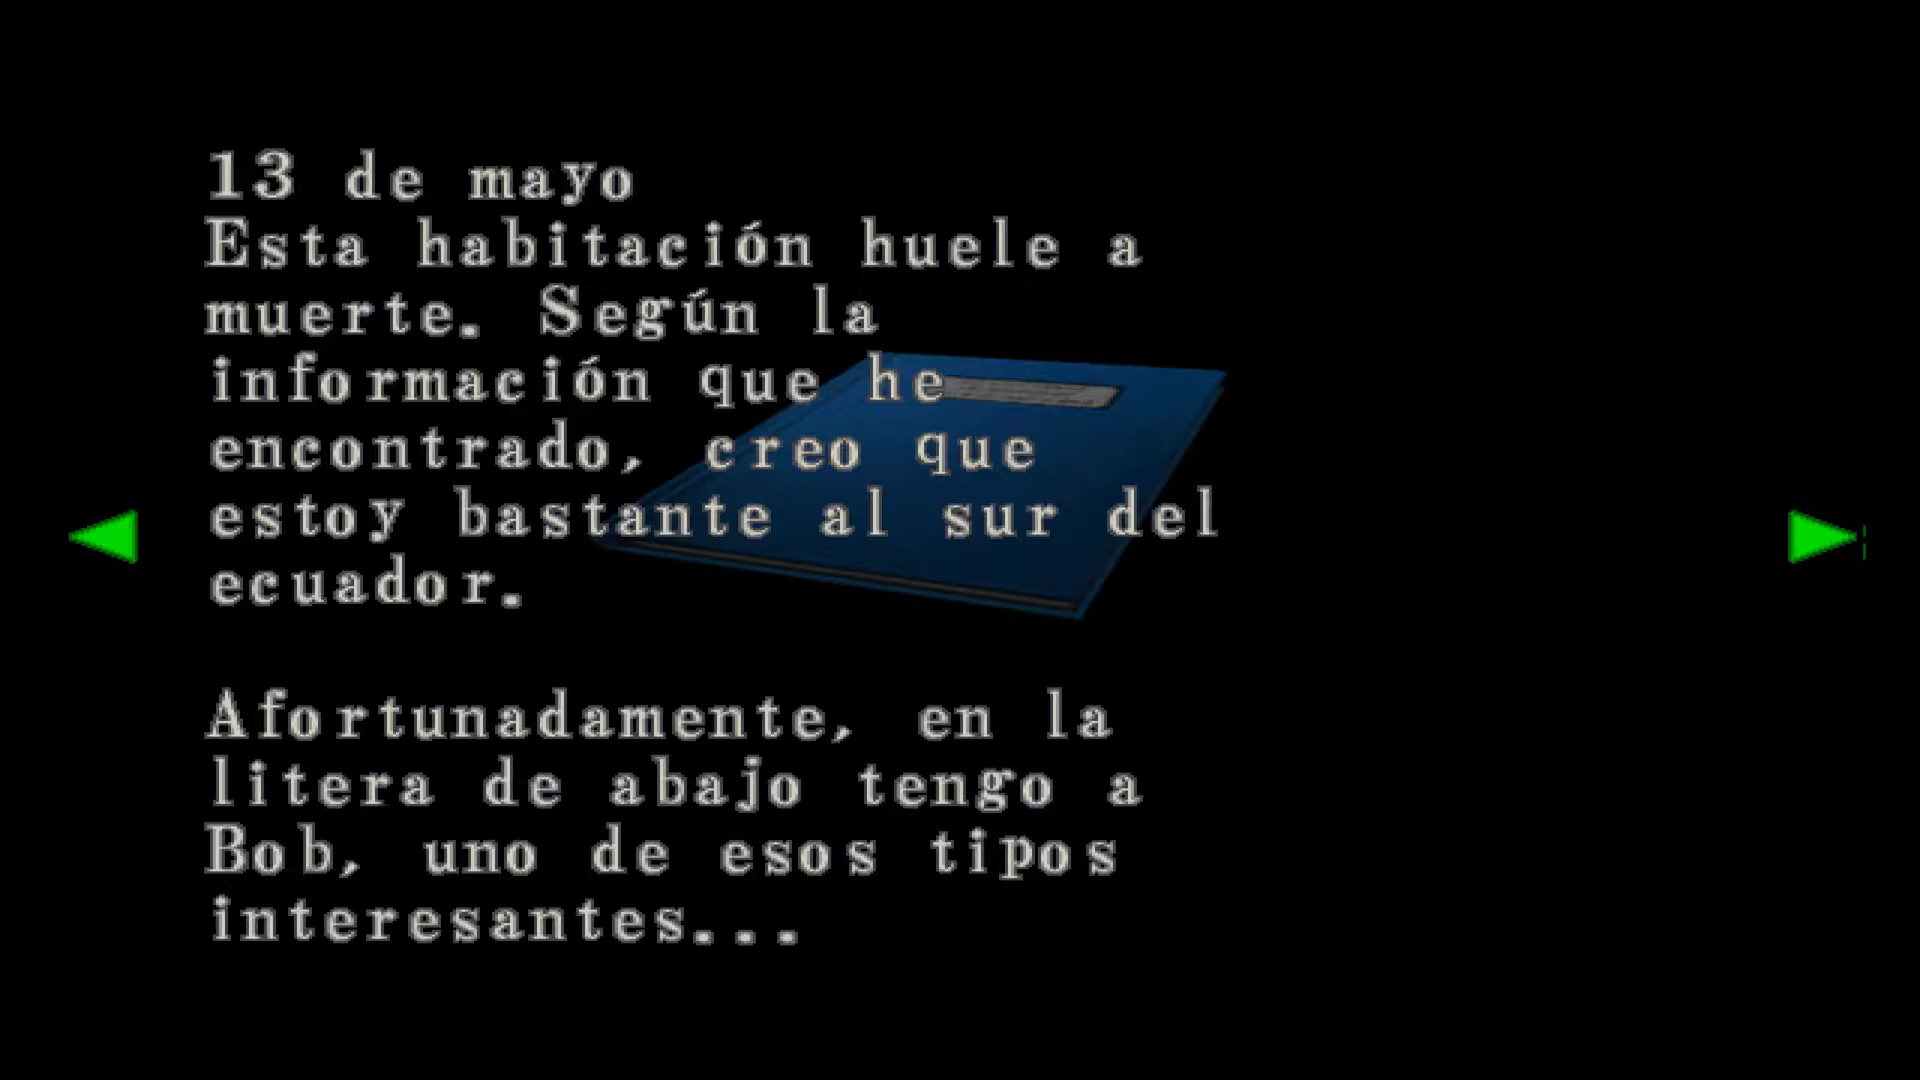 13 de mayo
Esta habitación huele a
muerte. Según la
información que he
encontrado, creo que
estoy bastante al sur del
ecuador.
Afortunadamente, en la
litera de abajo tengo a
Bob, uno de esos tipos
interesantes...